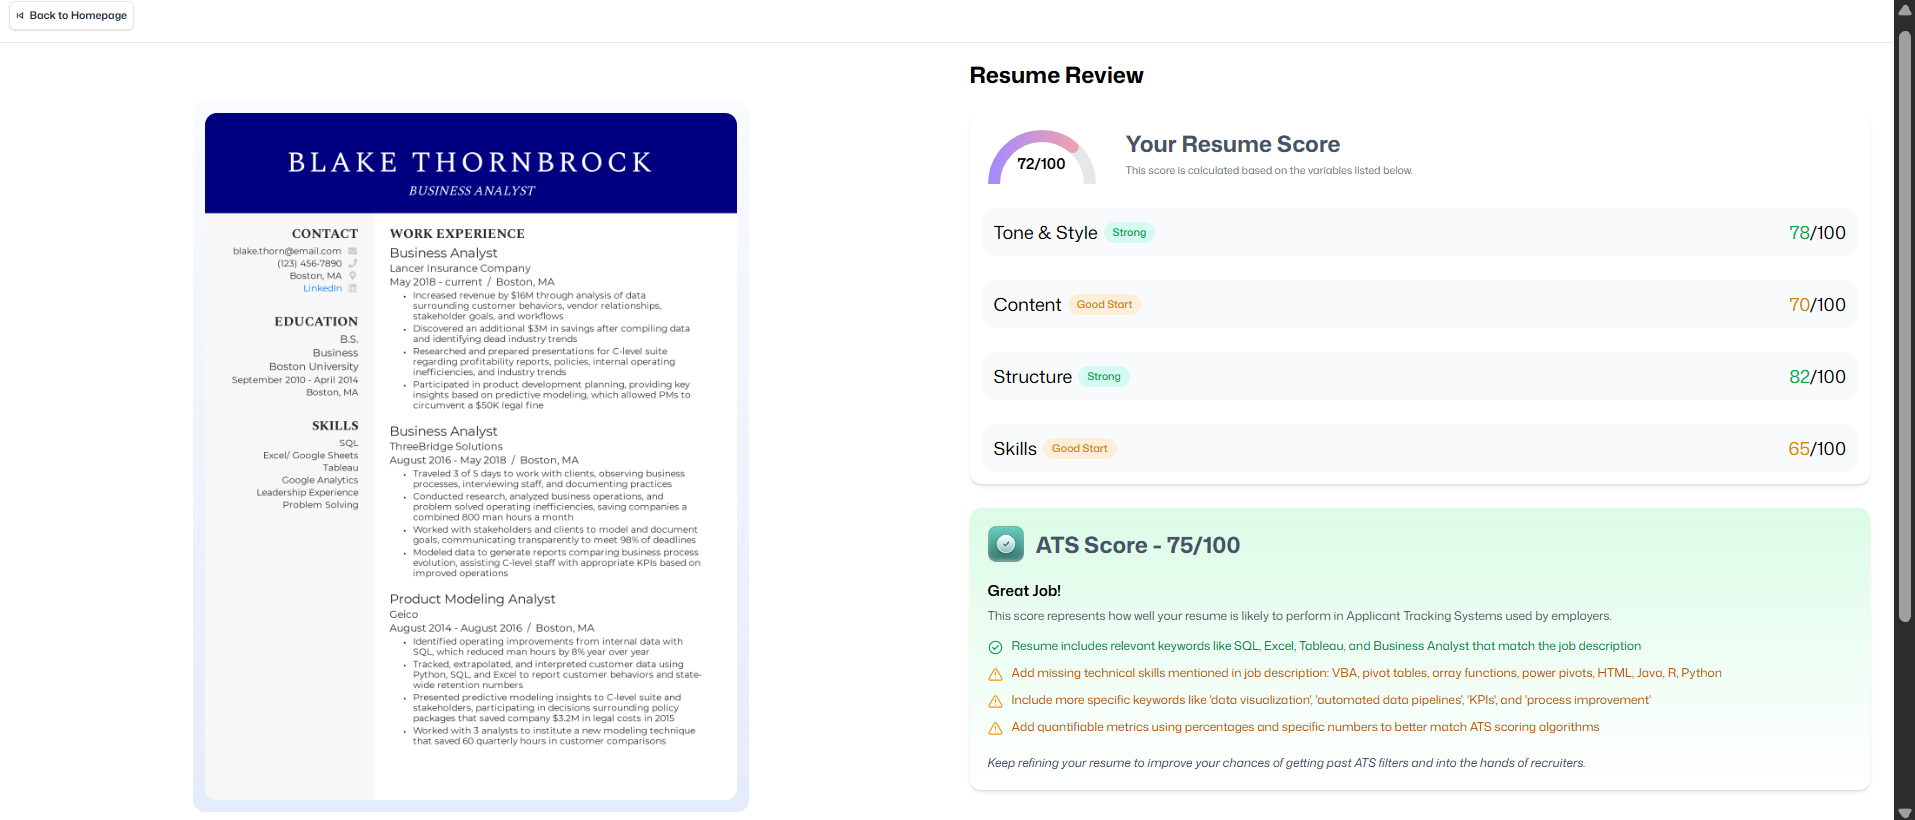 Back to Homepage
BLAKE THORNBROCK
BUSINESS ANALYST
CONTACT
blake.thorn@email.com
(123) 456-7890
Boston, MA
LinkedIn
EDUCATION
B.S.
Business
Boston University
September 2010 - April 2014
Boston, MA
SKILLS
SQL
Excel/ Google Sheets
Tableau
Google Analytics
Leadership Experience
Problem Solving
WORK EXPERIENCE
Business Analyst
Lancer Insurance Company
May 2018 - current / Boston, MA
• Increased revenue by $16M through analysis of data
surrounding customer behaviors, vendor relationships,
stakeholder goals, and workflows
• Discovered an additional $3M in savings after compiling data
and identifying dead industry trends
• Researched and prepared presentations for C-level suite
regarding profitability reports, policies, internal operating
inefficiencies, and industry trends
• Participated in product development planning, providing key
insights based on predictive modeling, which allowed PMs to
circumvent a $50K legal fine
Business Analyst
ThreeBridge Solutions
August 2016 - May 2018 / Boston, MA
• Traveled 3 of 5 days to work with clients, observing business
processes, interviewing staff, and documenting practices
• Conducted research, analyzed business operations, and
problem solved operating inefficiencies, saving companies a
combined 800 man hours a month
• Worked with stakeholders and clients to model and document
goals, communicating transparently to meet 98% of deadlines
• Modeled data to generate reports comparing business process
evolution, assisting C-level staff with appropriate KPIs based on
improved operations
Product Modeling Analyst
Geico
August 2014 - August 2016 / Boston, MA
• Identified operating improvements from internal data with
SQL, which reduced man hours by 8% year over year
• Tracked, extrapolated, and interpreted customer data using
Python, SQL, and Excel to report customer behaviors and state-
wide retention numbers
• Presented predictive modeling insights to C-level suite and
stakeholders, participating in decisions surrounding policy
packages that saved company $3.2M in legal costs in 2015
• Worked with 3 analysts to institute a new modeling technique
that saved 60 quarterly hours in customer comparisons
Resume Review
72/100
Your Resume Score
This score is calculated based on the variables listed below.
Tone & Style Strong 78/100
Content Good Start 70/100
Structure Strong 82/100
Skills Good Start 65/100
ATS Score - 75/100
Great Job!
This score represents how well your resume is likely to perform in Applicant Tracking Systems used by employers.
Resume includes relevant keywords like SQL, Excel, Tableau, and Business Analyst that match the job description
Add missing technical skills mentioned in job description: VBA, pivot tables, array functions, power pivots, HTML, Java, R, Python
Include more specific keywords like 'data visualization', 'automated data pipelines', 'KPIs', and 'process improvement'
Add quantifiable metrics using percentages and specific numbers to better match ATS scoring algorithms
Keep refining your resume to improve your chances of getting past ATS filters and into the hands of recruiters.